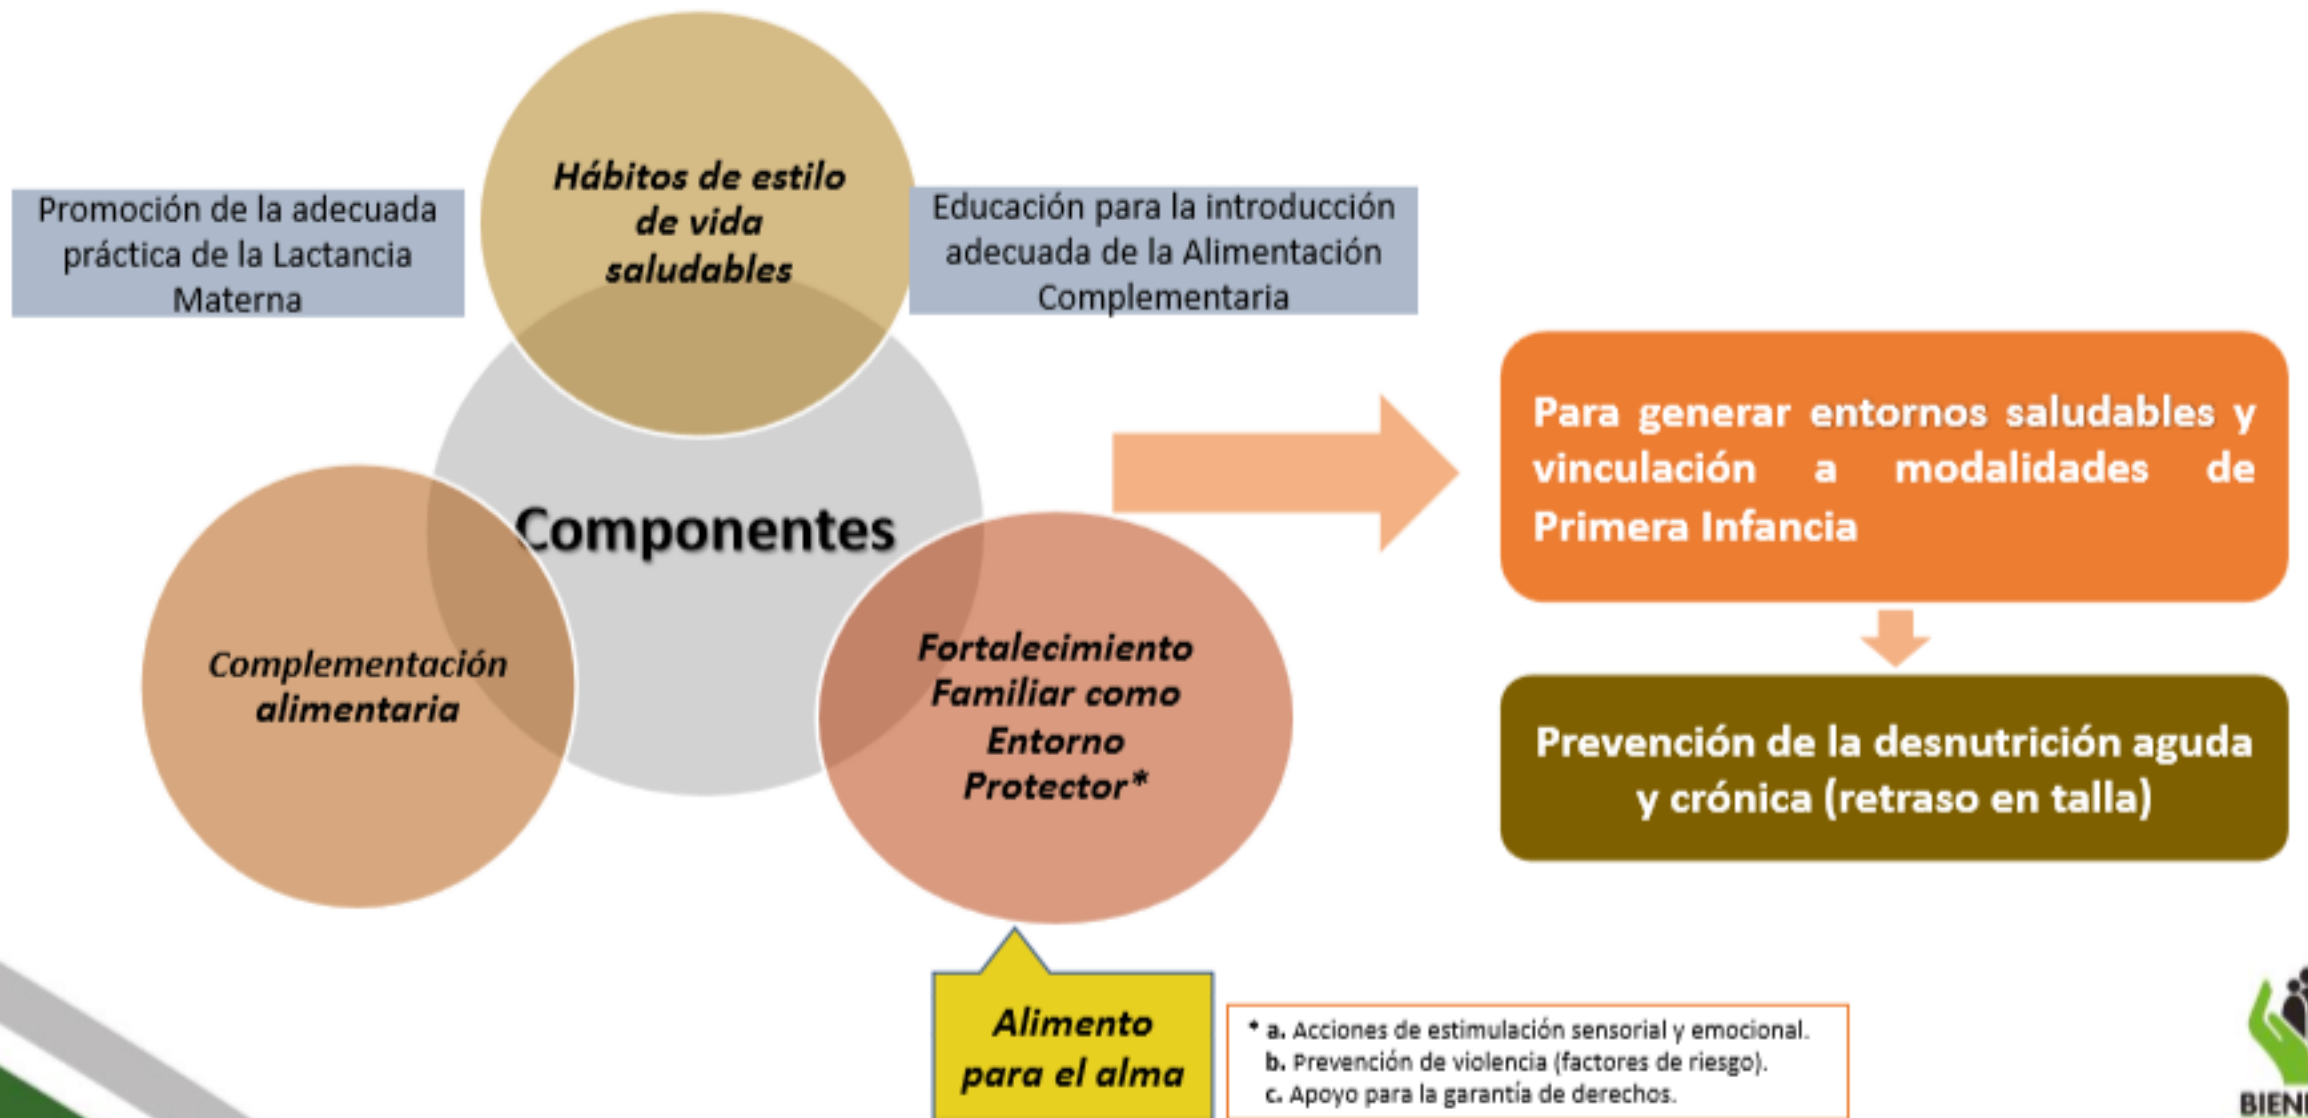 Hábitos de estilo
de vida
saludables
Promoción de la adecuada
práctica de la Lactancia
Materna
Educación para la introducción
adecuada de la Alimentación
Complementaria
Componentes
Complementación
alimentaria
Fortalecimiento
Familiar como
Entorno
Protector*
Para generar entornos saludables y
vinculación a modalidades de
Primera Infancia
Prevención de la desnutrición aguda
y crónica (retraso en talla)
Alimento
para el alma
* a. Acciones de estimulación sensorial y emocional.
b. Prevención de violencia (factores de riesgo).
c. Apoyo para la garantía de derechos.